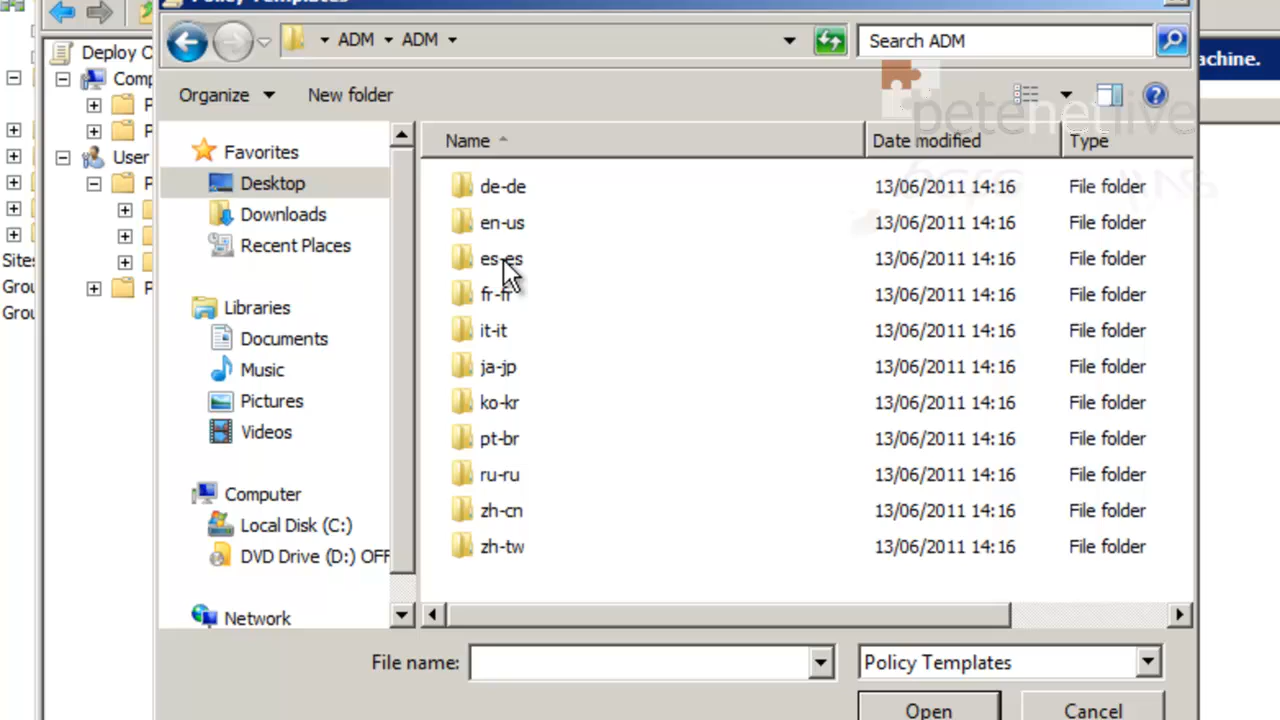 Policy Templates
ADM ADM
Search ADM
Organize New folder
Name Date modified Type
Favorites
Desktop
Downloads
Recent Places
Libraries
Documents
Music
Pictures
Videos
Computer
Local Disk (C:)
DVD Drive (D:) OFF
Network
de-de 13/06/2011 14:16 File folder
en-us 13/06/2011 14:16 File folder
es-es 13/06/2011 14:16 File folder
fr-fr 13/06/2011 14:16 File folder
it-it 13/06/2011 14:16 File folder
ja-jp 13/06/2011 14:16 File folder
ko-kr 13/06/2011 14:16 File folder
pt-br 13/06/2011 14:16 File folder
ru-ru 13/06/2011 14:16 File folder
zh-cn 13/06/2011 14:16 File folder
zh-tw 13/06/2011 14:16 File folder
File name: Policy Templates
Open Cancel
Deploy O
Comp
P
P
User
P
P
Sites
Grou
Grou
achine.
petenetlive